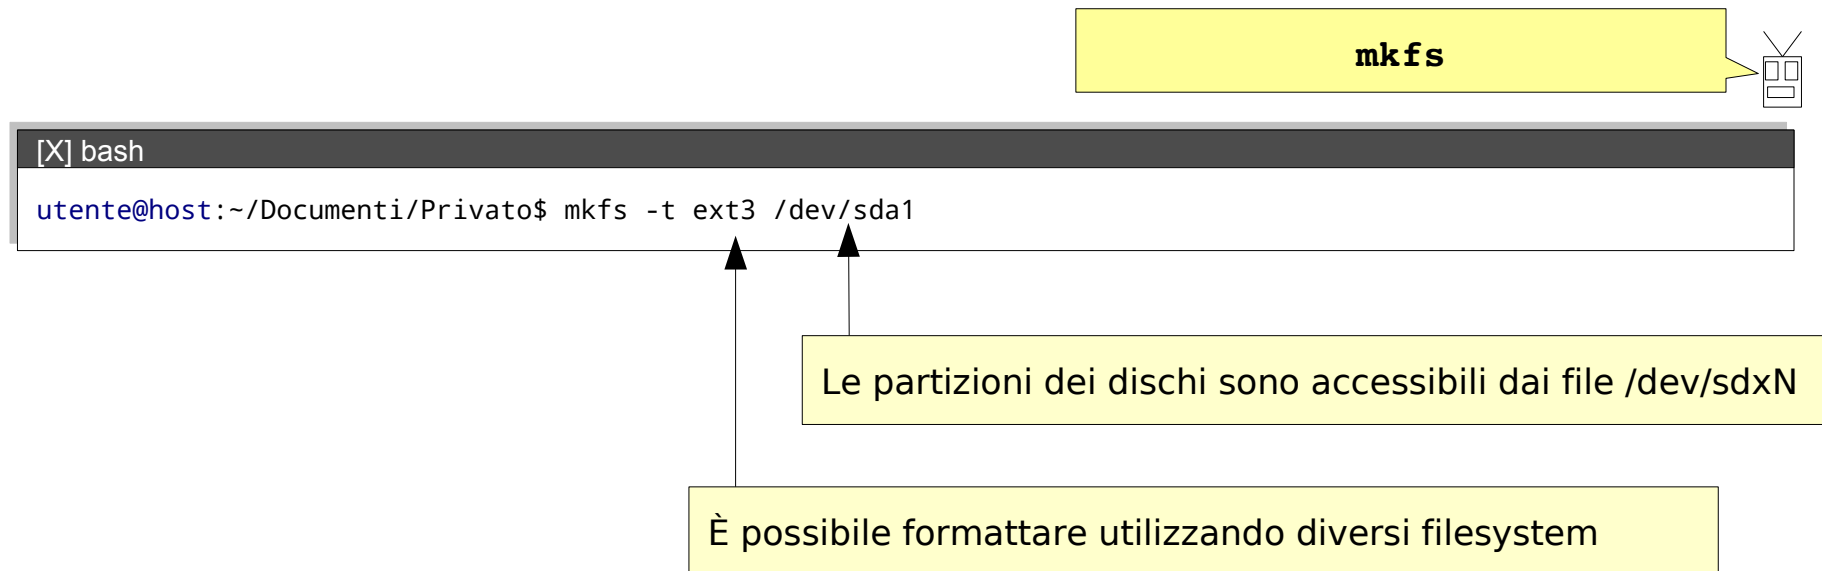 mkfs
[X] bash
utente@host:~/Documenti/Privato$ mkfs -t ext3 /dev/sda1
Le partizioni dei dischi sono accessibili dai file /dev/sdxN
È possibile formattare utilizzando diversi filesystem